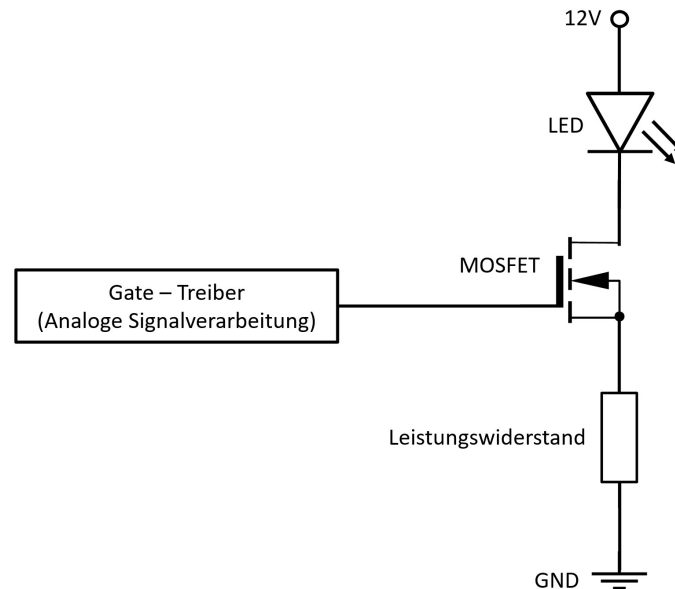 12V
LED
MOSFET
Gate – Treiber
(Analoge Signalverarbeitung)
Leistungswiderstand
GND